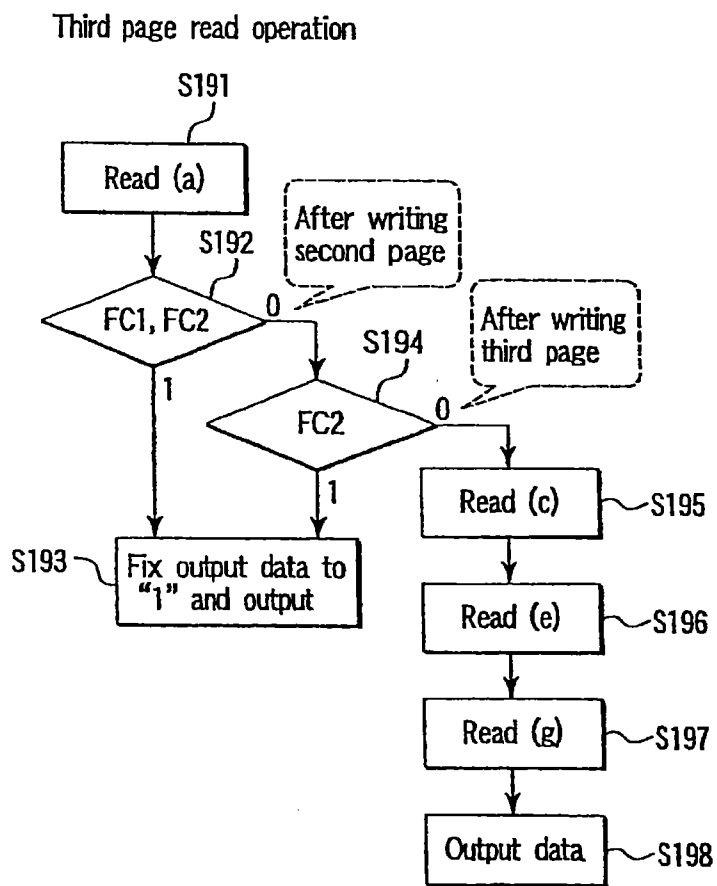 Third page read operation
S191
Read (a)
After writing
second page
S192
FC1, FC2
0
1
After writing
third page
S194
FC2
0
1
Read (c)
S195
S193
Fix output data to
“1” and output
Read (e)
S196
Read (g)
S197
Output data
S198